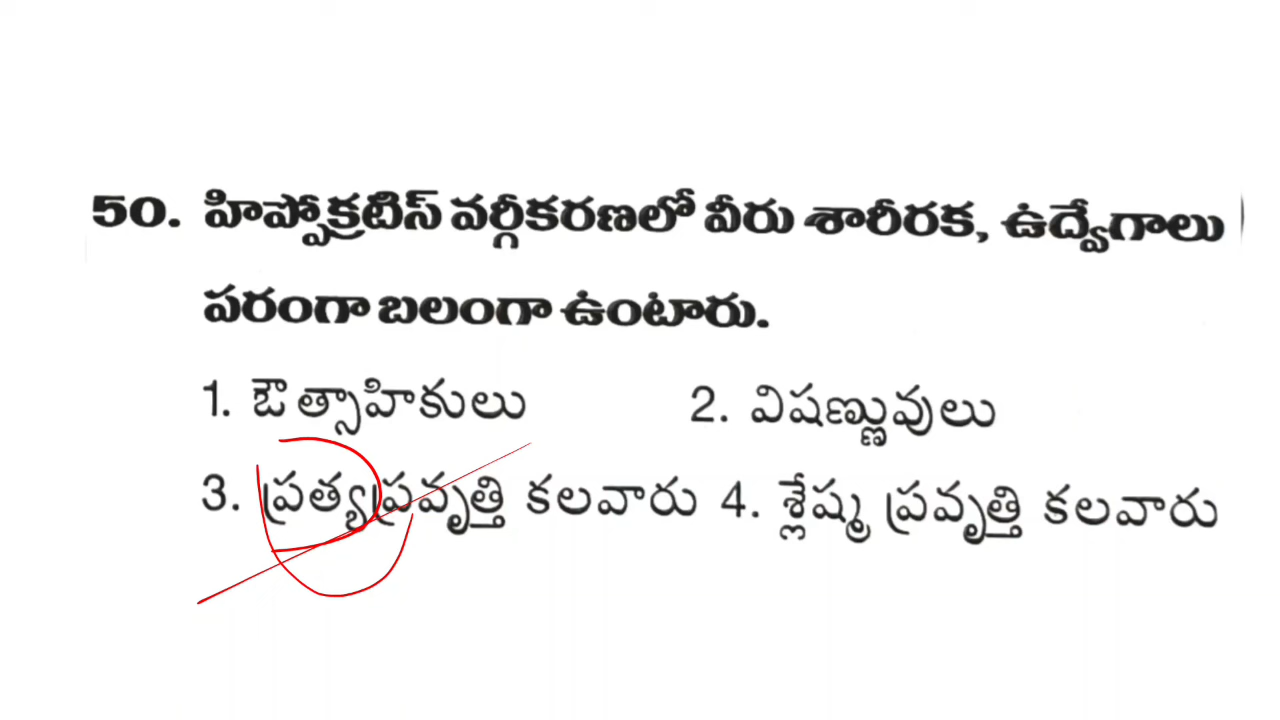 50. హిప్పోక్రటిస్ వర్గీకరణలో వీరు శారీరక, ఉద్వేగాలు
పరంగా బలంగా ఉంటారు.
1. ఔత్సాహికులు 2. విషణ్ణువులు
3. ప్రత్యప్రవృత్తి కలవారు 4. శ్లేష్మ ప్రవృత్తి కలవారు